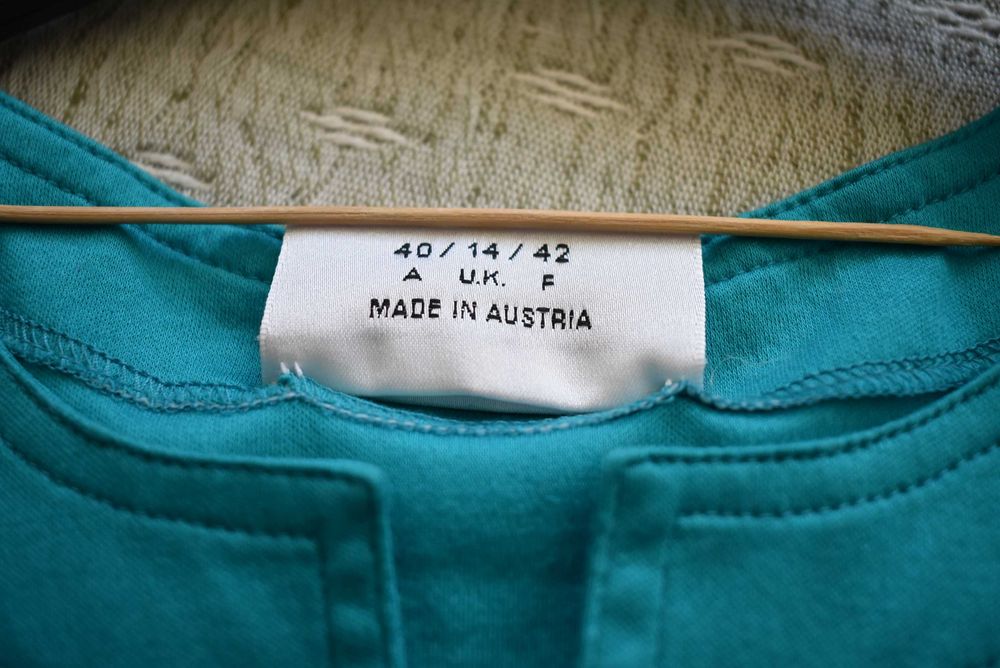 40 / 14 / 42
A U.K. F
MADE IN AUSTRIA